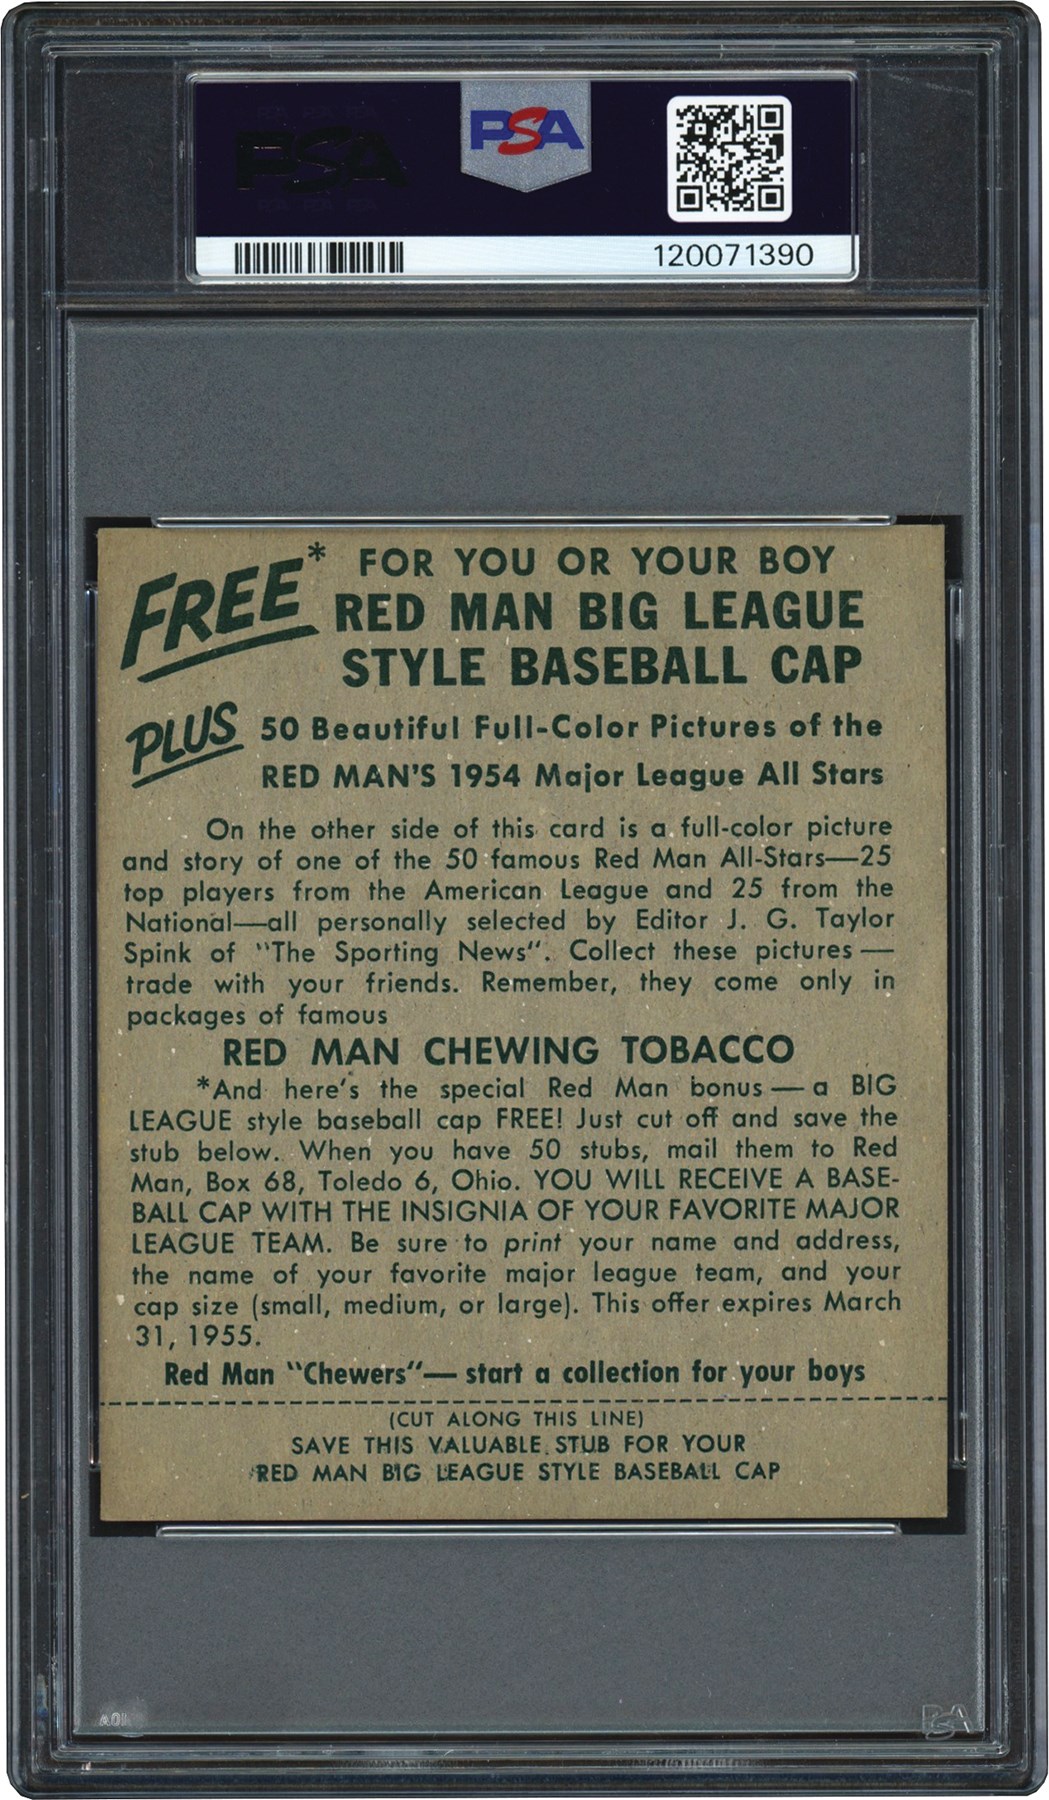 PSA
PSA
120071390
FREE* FOR YOU OR YOUR BOY
RED MAN BIG LEAGUE
STYLE BASEBALL CAP
PLUS 50 Beautiful Full-Color Pictures of the
RED MAN'S 1954 Major League All Stars
On the other side of this card is a full-color picture
and story of one of the 50 famous Red Man All-Stars—25
top players from the American League and 25 from the
National—all personally selected by Editor J. G. Taylor
Spink of "The Sporting News". Collect these pictures —
trade with your friends. Remember, they come only in
packages of famous
RED MAN CHEWING TOBACCO
*And here's the special Red Man bonus — a BIG
LEAGUE style baseball cap FREE! Just cut off and save the
stub below. When you have 50 stubs, mail them to Red
Man, Box 68, Toledo 6, Ohio. YOU WILL RECEIVE A BASE-
BALL CAP WITH THE INSIGNIA OF YOUR FAVORITE MAJOR
LEAGUE TEAM. Be sure to print your name and address,
the name of your favorite major league team, and your
cap size (small, medium, or large). This offer expires March
31, 1955.
Red Man "Chewers"— start a collection for your boys
(CUT ALONG THIS LINE)
SAVE THIS VALUABLE STUB FOR YOUR
RED MAN BIG LEAGUE STYLE BASEBALL CAP
PSA